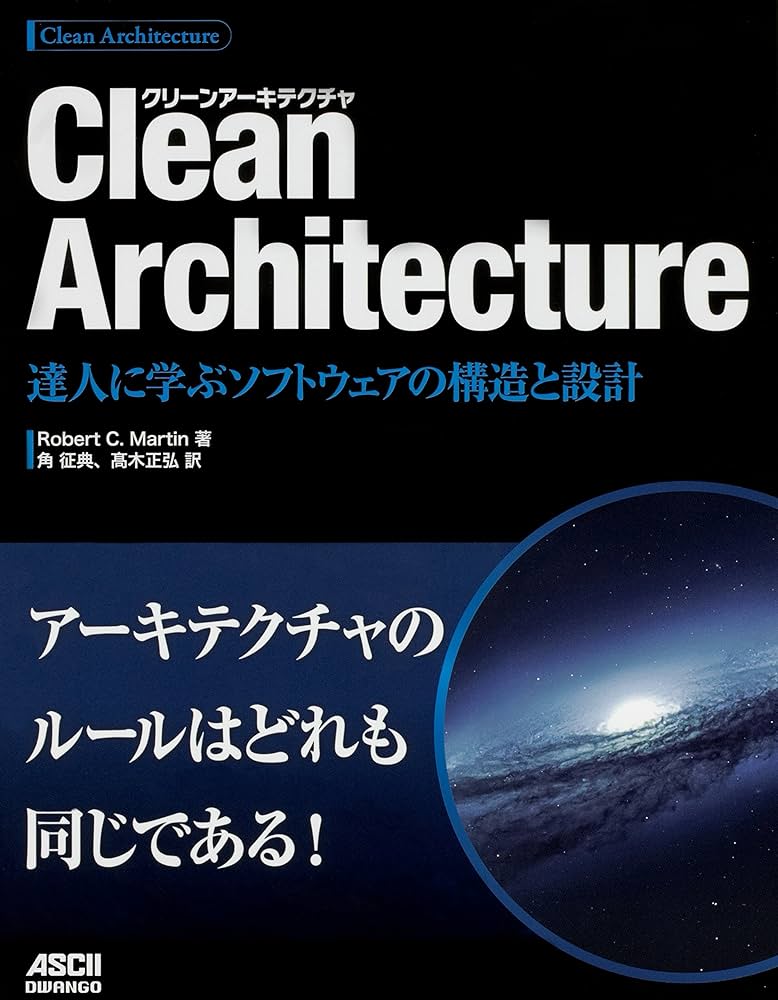 Clean Architecture
クリーンアーキテクチャ
Clean
Architecture
達人に学ぶソフトウェアの構造と設計
Robert C. Martin 著
角 征典、髙木正弘 訳
アーキテクチャの
ルールはどれも
同じである！
ASCII
DWANGO